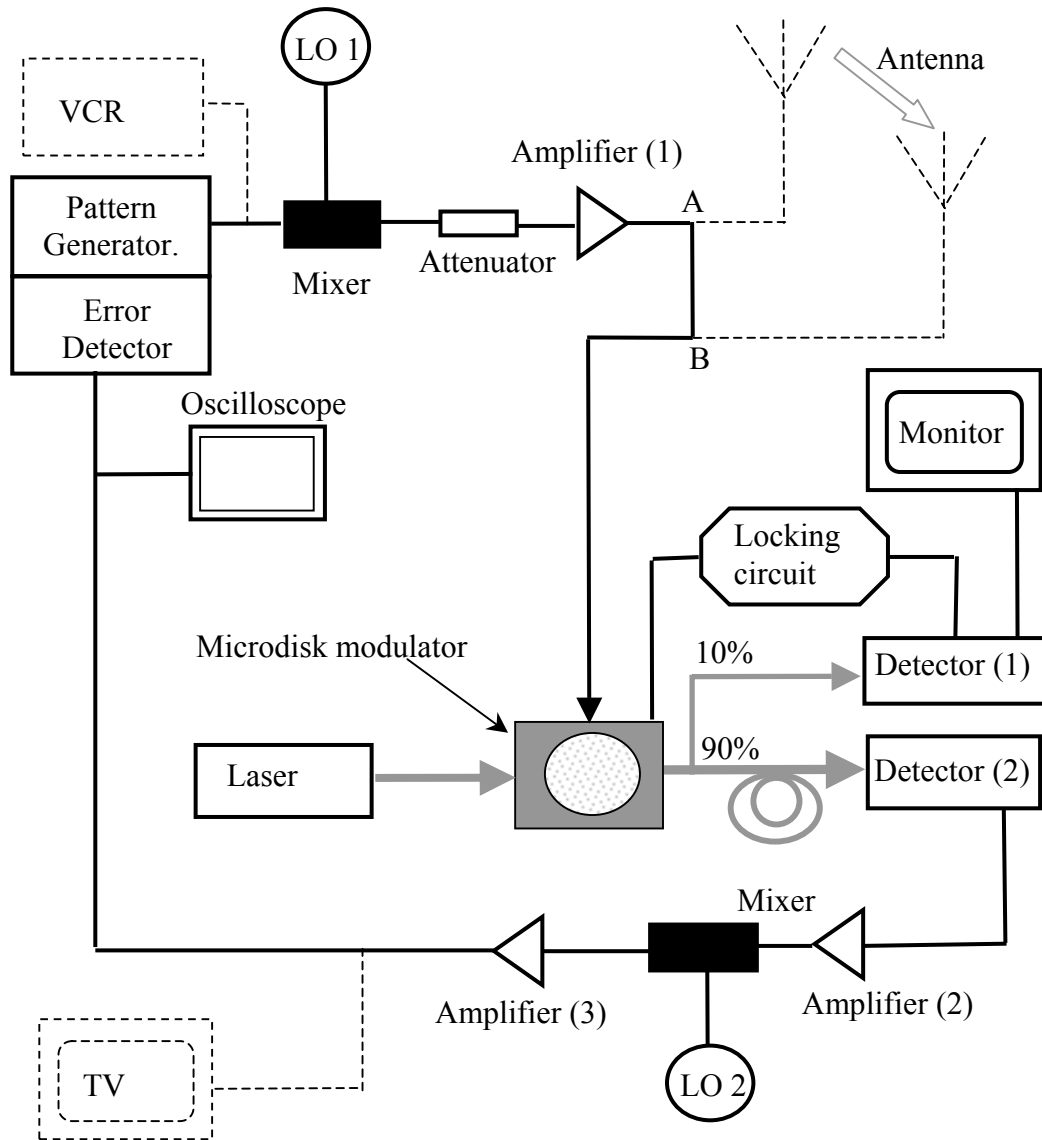 LO 1
VCR
Antenna
Amplifier (1)
Pattern
Generator.
A
Attenuator
Mixer
Error
Detector
B
Oscilloscope
Monitor
Locking
circuit
Microdisk modulator
10%
Detector (1)
90%
Laser
Detector (2)
Mixer
Amplifier (3)
Amplifier (2)
TV
LO 2